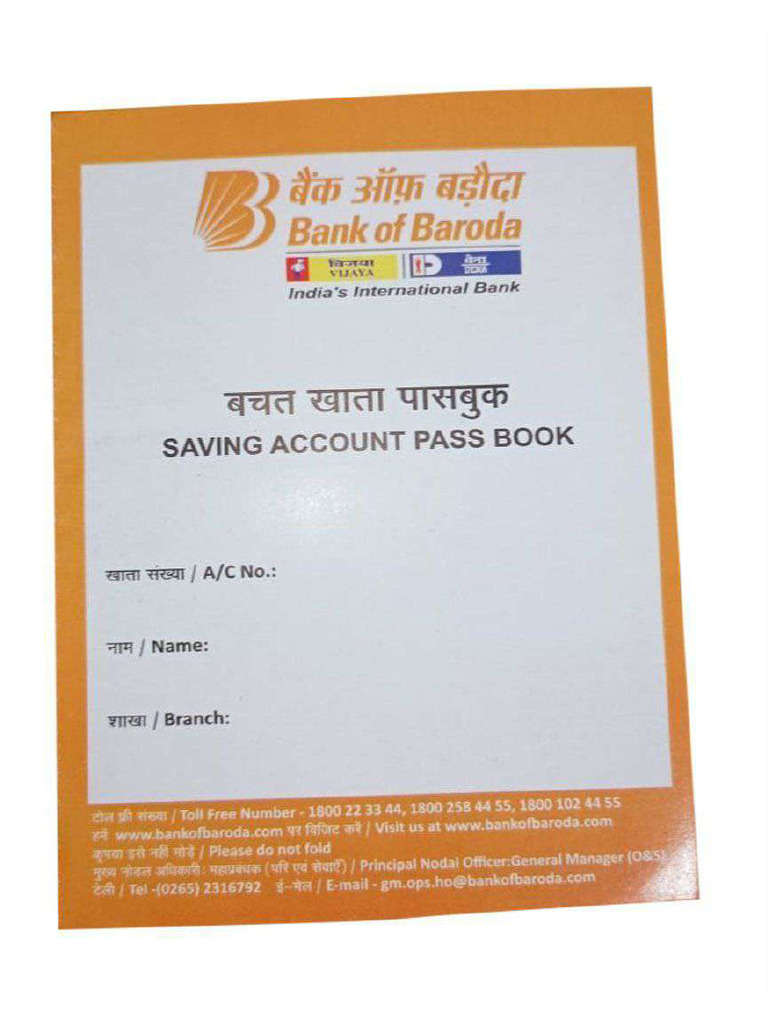 बैंक ऑफ़ बड़ौदा
Bank of Baroda
विजया VIJAYA देना DENA
India's International Bank
बचत खाता पासबुक
SAVING ACCOUNT PASS BOOK
खाता संख्या / A/C No.:
नाम / Name:
शाखा / Branch:
टोल फ्री संख्या / Toll Free Number - 1800 22 33 44, 1800 258 44 55, 1800 102 44 55
हमें www.bankofbaroda.com पर विजिट करें / Visit us at www.bankofbaroda.com
कृपया इसे नहीं मोड़ें / Please do not fold
मुख्य नोडल अधिकारी: महाप्रबंधक (परि एवं सेवाएँ) / Principal Nodal Officer:General Manager (O&S)
टेली / Tel -(0265) 2316792 ई-मेल / E-mail - gm.ops.ho@bankofbaroda.com